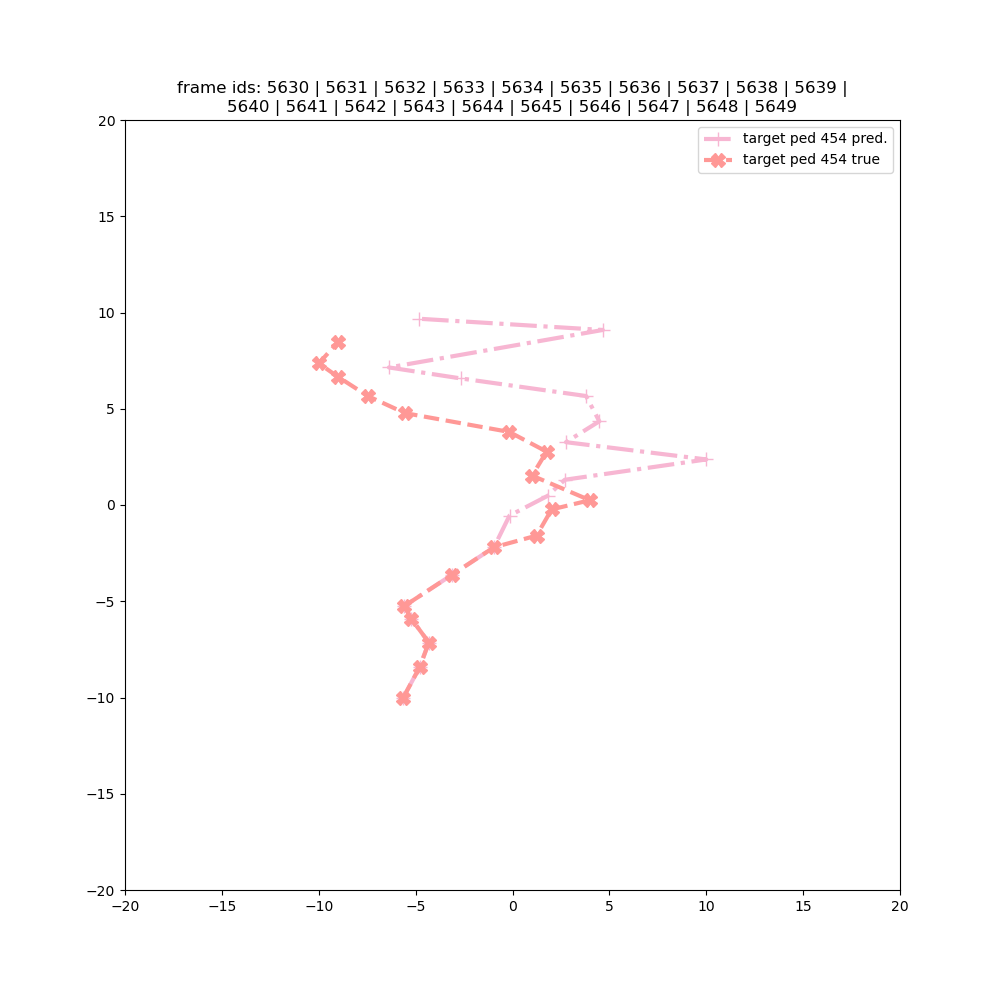 frame ids: 5630 | 5631 | 5632 | 5633 | 5634 | 5635 | 5636 | 5637 | 5638 | 5639 |
5640 | 5641 | 5642 | 5643 | 5644 | 5645 | 5646 | 5647 | 5648 | 5649
target ped 454 pred.
target ped 454 true
20
15
10
5
0
−5
−10
−15
−20
−20 −15 −10 −5 0 5 10 15 20